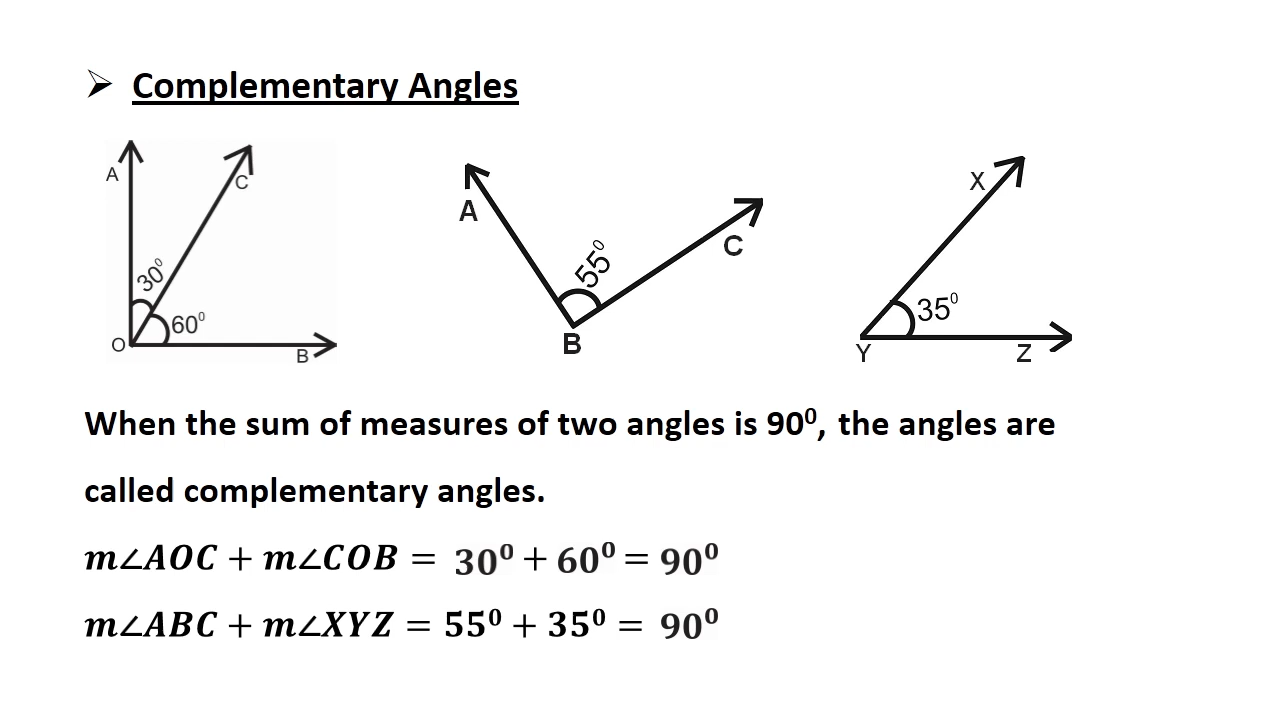 ➢ Complementary Angles
A
C
30⁰
60⁰
O
B
A
55⁰
C
B
X
35⁰
Y
Z
When the sum of measures of two angles is 90⁰, the angles are
called complementary angles.
m∠AOC + m∠COB = 30⁰ + 60⁰ = 90⁰
m∠ABC + m∠XYZ = 55⁰ + 35⁰ = 90⁰